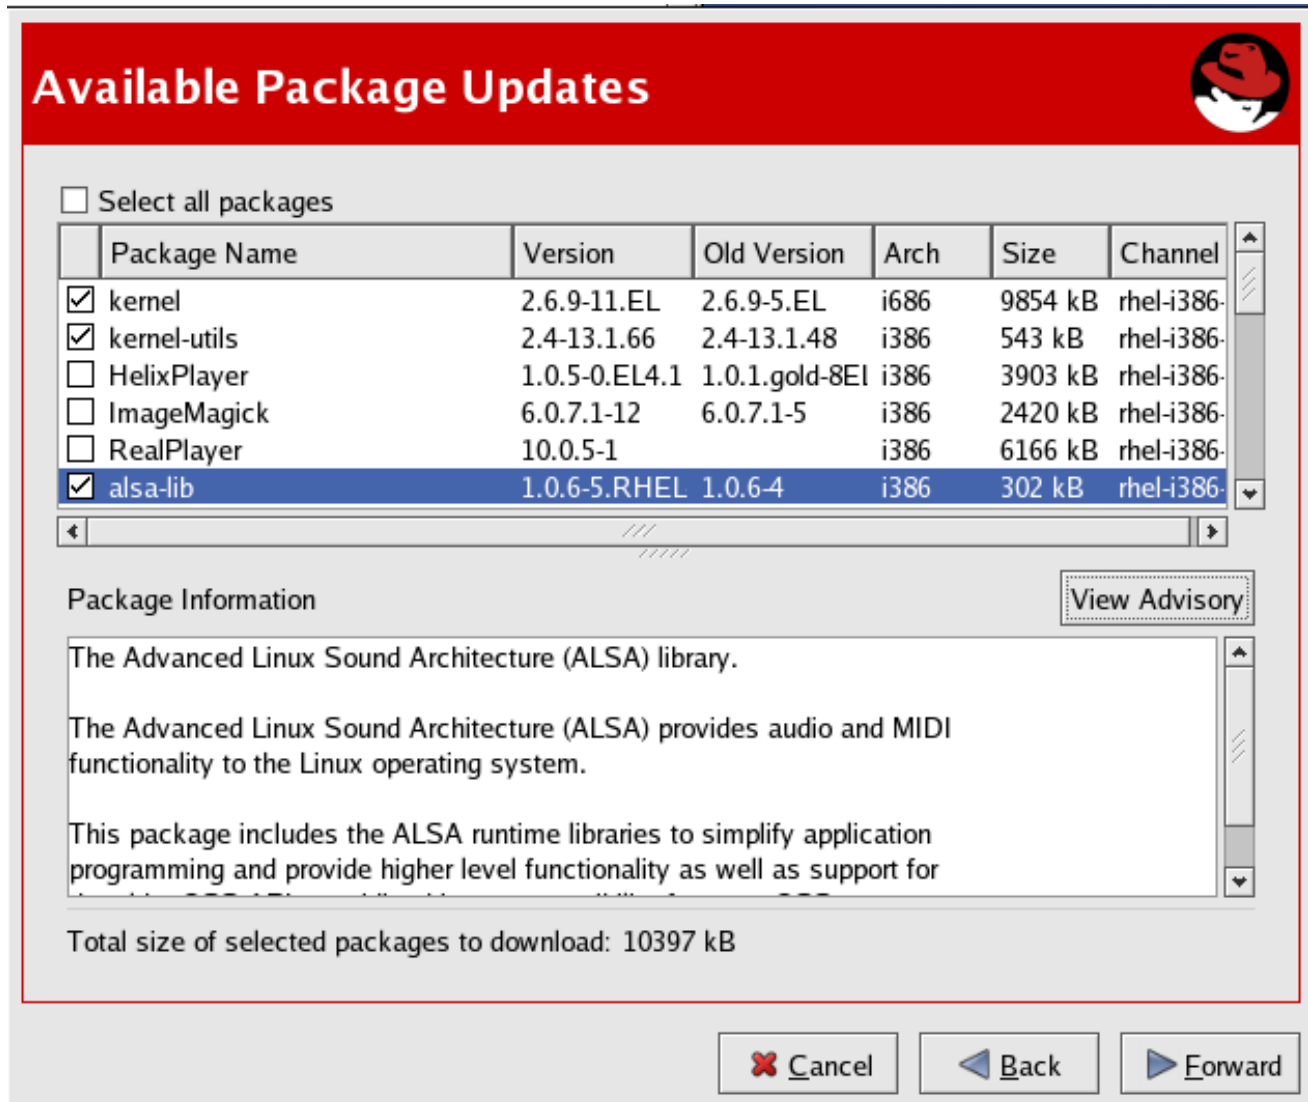 Available Package Updates
Select all packages
Package Name Version Old Version Arch Size Channel
kernel 2.6.9-11.EL 2.6.9-5.EL i686 9854 kB rhel-i386-
kernel-utils 2.4-13.1.66 2.4-13.1.48 i386 543 kB rhel-i386-
HelixPlayer 1.0.5-0.EL4.1 1.0.1.gold-8EL i386 3903 kB rhel-i386-
ImageMagick 6.0.7.1-12 6.0.7.1-5 i386 2420 kB rhel-i386-
RealPlayer 10.0.5-1 i386 6166 kB rhel-i386-
alsa-lib 1.0.6-5.RHEL 1.0.6-4 i386 302 kB rhel-i386-
Package Information View Advisory
The Advanced Linux Sound Architecture (ALSA) library.
The Advanced Linux Sound Architecture (ALSA) provides audio and MIDI
functionality to the Linux operating system.
This package includes the ALSA runtime libraries to simplify application
programming and provide higher level functionality as well as support for
Total size of selected packages to download: 10397 kB
Cancel Back Forward